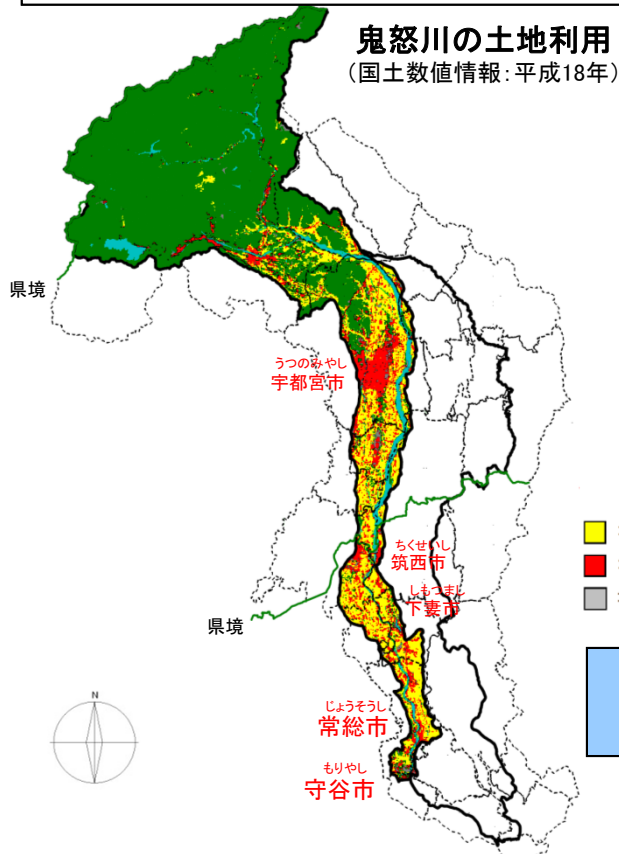 鬼怒川の土地利用
（国土数値情報：平成18年）
県境
うつのみやし
宇都宮市
ちくせいし
筑西市
しもつまし
下妻市
県境
N
じょうそうし
常総市
もりやし
守谷市